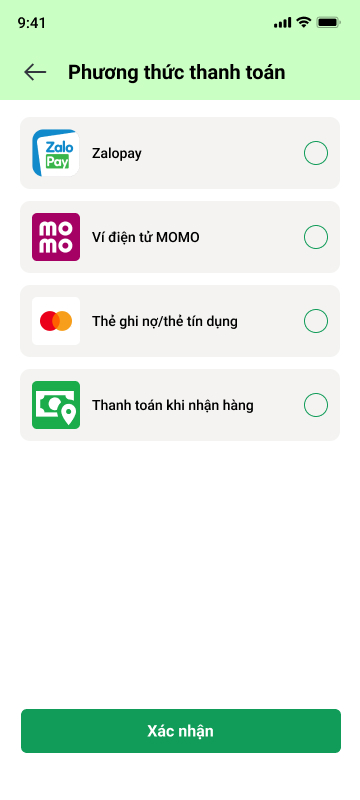 9:41
Phương thức thanh toán
Zalo
Pay
Zalopay
mo
mo
Ví điện tử MOMO
Thẻ ghi nợ/thẻ tín dụng
Thanh toán khi nhận hàng
Xác nhận